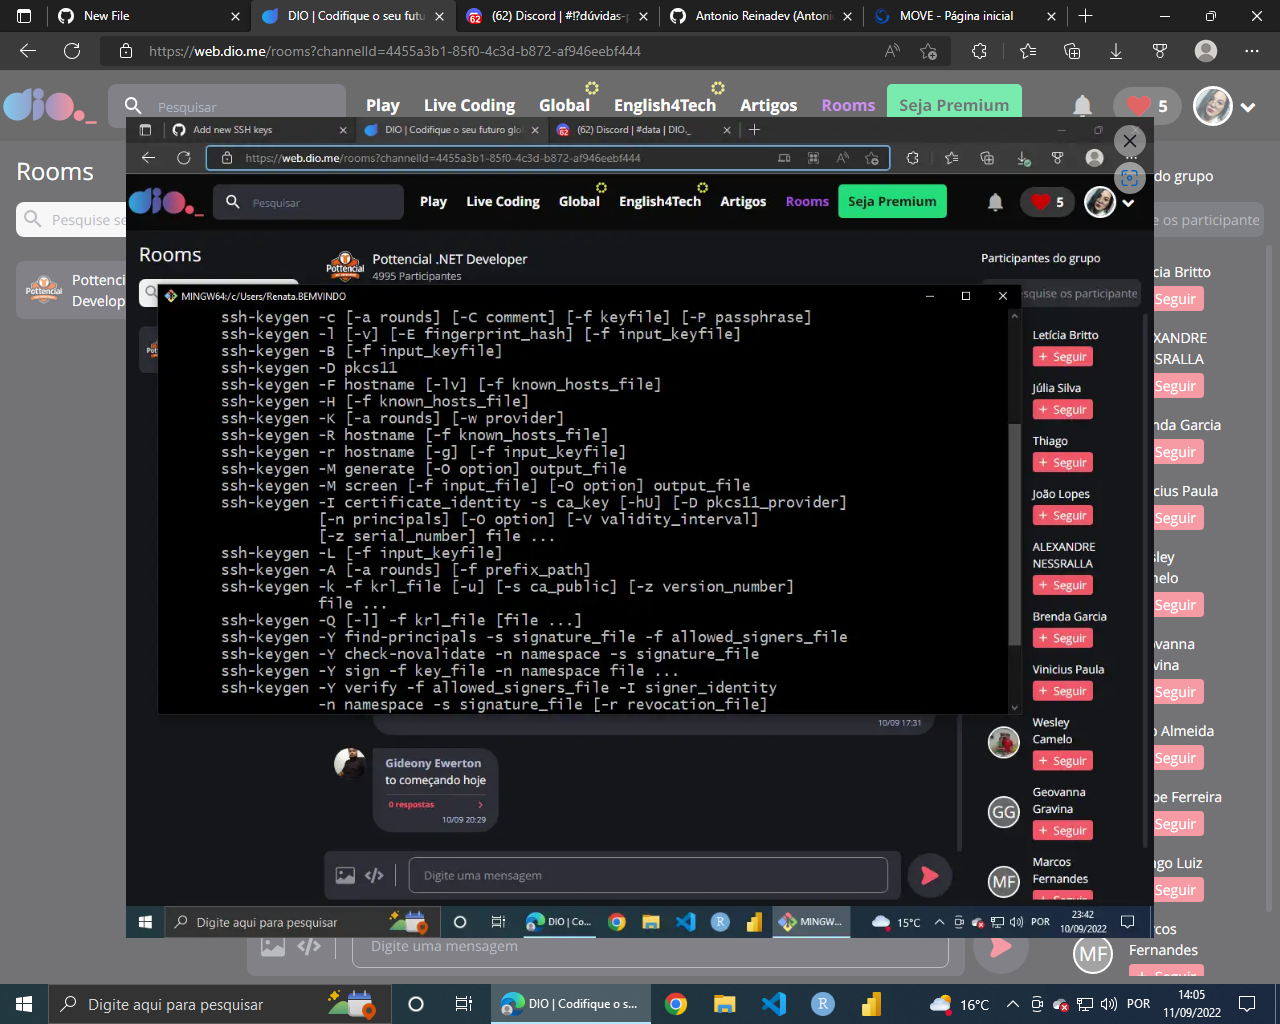 New File
DIO | Codifique o seu futur
(62) Discord | #⁉dúvidas-p
Antonio Reinadev (Antoni
MOVE - Página inicial
https://web.dio.me/rooms?channelId=4455a3b1-85f0-4c3d-b872-af946eebf444
dio._
Pesquisar
Play
Live Coding
Global
English4Tech
Artigos
Rooms
Seja Premium
5
Rooms
Pesquise se
Pottencial
Pottenci
Develop
do grupo
e os participante
cia Britto
Seguir
XANDRE
SSRALLA
Seguir
nda Garcia
Seguir
icius Paula
Seguir
sley
melo
Seguir
vanna
vina
Seguir
o Almeida
Seguir
pe Ferreira
Seguir
go Luiz
Seguir
cos
Fernandes
MF
Seguir
Add new SSH keys
DIO | Codifique o seu futuro glo
(62) Discord | #data | DIO._
https://web.dio.me/rooms?channelId=4455a3b1-85f0-4c3d-b872-af946eebf444
dio._
Pesquisar
Play
Live Coding
Global
English4Tech
Artigos
Rooms
Seja Premium
5
Rooms
Pottencial
Pottencial .NET Developer
4995 Participantes
Participantes do grupo
esquise os participante
MINGW64:/c/Users/Renata.BEMVINDO
ssh-keygen -c [-a rounds] [-C comment] [-f keyfile] [-P passphrase]
ssh-keygen -l [-v] [-E fingerprint_hash] [-f input_keyfile]
ssh-keygen -B [-f input_keyfile]
ssh-keygen -D pkcs11
ssh-keygen -F hostname [-lv] [-f known_hosts_file]
ssh-keygen -H [-f known_hosts_file]
ssh-keygen -K [-a rounds] [-w provider]
ssh-keygen -R hostname [-f known_hosts_file]
ssh-keygen -r hostname [-g] [-f input_keyfile]
ssh-keygen -M generate [-O option] output_file
ssh-keygen -M screen [-f input_file] [-O option] output_file
ssh-keygen -I certificate_identity -s ca_key [-hU] [-D pkcs11_provider]
[-n principals] [-O option] [-V validity_interval]
[-z serial_number] file ...
ssh-keygen -L [-f input_keyfile]
ssh-keygen -A [-a rounds] [-f prefix_path]
ssh-keygen -k -f krl_file [-u] [-s ca_public] [-z version_number]
file ...
ssh-keygen -Q [-l] -f krl_file [file ...]
ssh-keygen -Y find-principals -s signature_file -f allowed_signers_file
ssh-keygen -Y check-novalidate -n namespace -s signature_file
ssh-keygen -Y sign -f key_file -n namespace file ...
ssh-keygen -Y verify -f allowed_signers_file -I signer_identity
-n namespace -s signature_file [-r revocation_file]
10/09 17:31
Gideony Ewerton
to começando hoje
0 respostas
10/09 20:29
Letícia Britto
+ Seguir
Júlia Silva
+ Seguir
Thiago
+ Seguir
João Lopes
+ Seguir
ALEXANDRE
NESSRALLA
+ Seguir
Brenda Garcia
+ Seguir
Vinicius Paula
+ Seguir
Wesley
Camelo
+ Seguir
GG
Geovanna
Gravina
+ Seguir
MF
Marcos
Fernandes
Digite uma mensagem
Digite aqui para pesquisar
DIO | Co...
MINGW...
15°C
POR
23:42
10/09/2022
Digite uma mensagem
Digite aqui para pesquisar
DIO | Codifique o s...
16°C
POR
14:05
11/09/2022